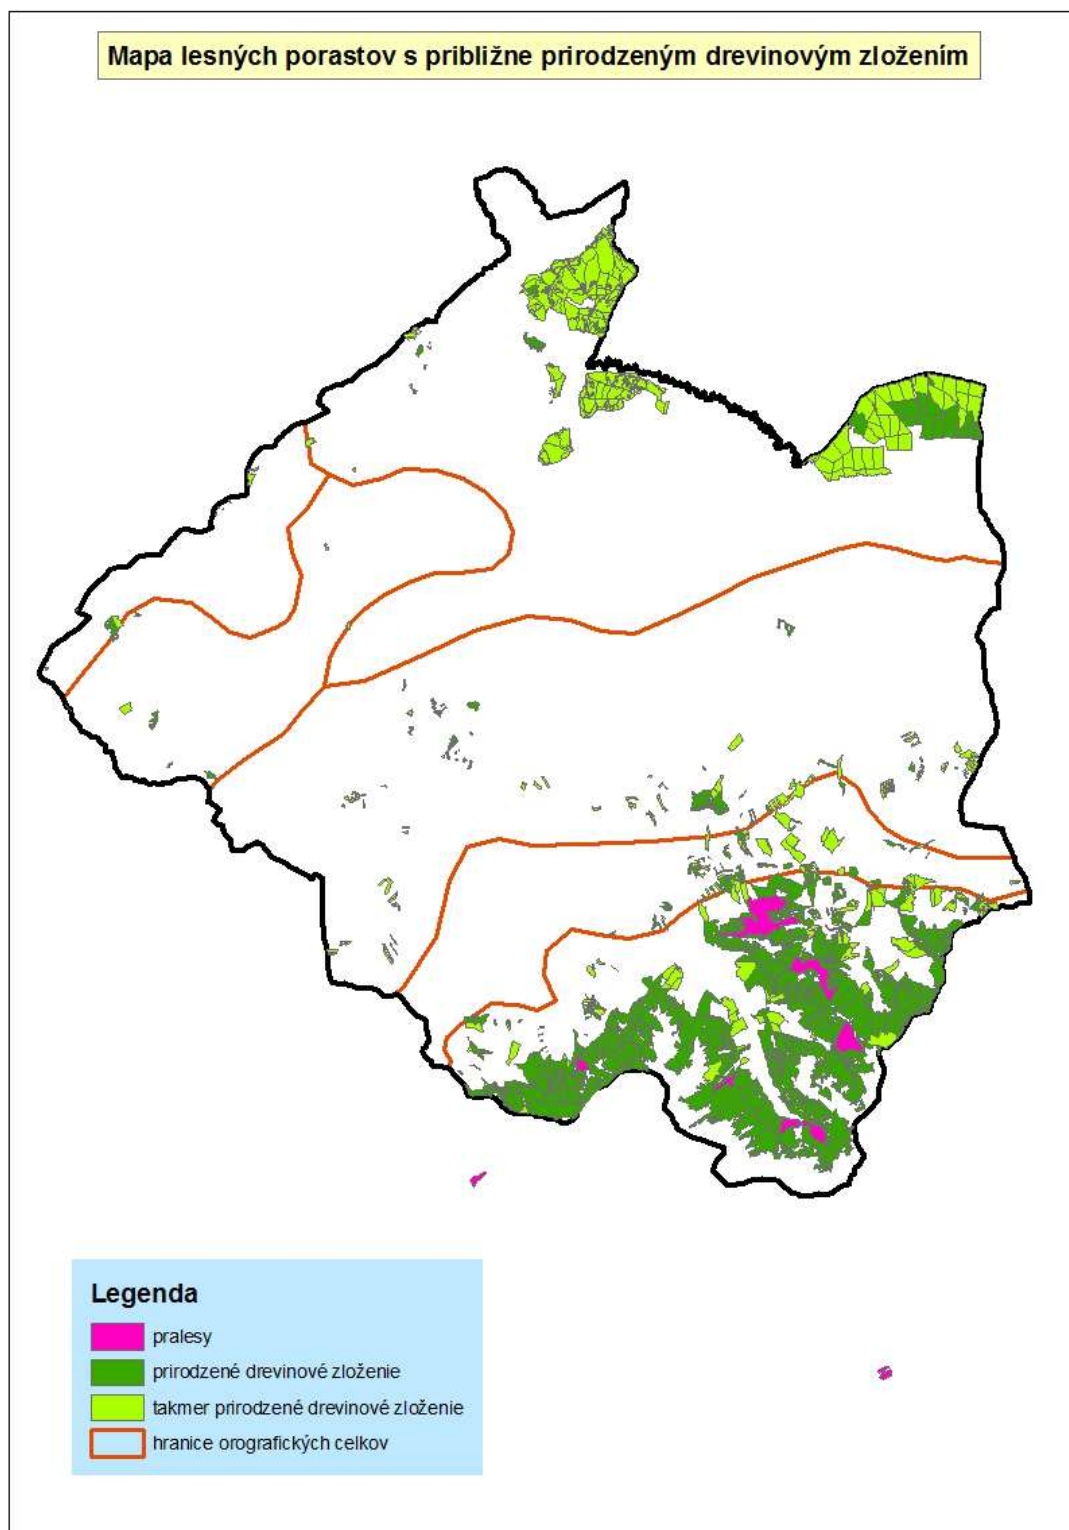 Mapa lesných porastov s približne prirodzeným drevinovým zložením
Legenda
pralesy
prirodzené drevinové zloženie
takmer prirodzené drevinové zloženie
hranice orografických celkov